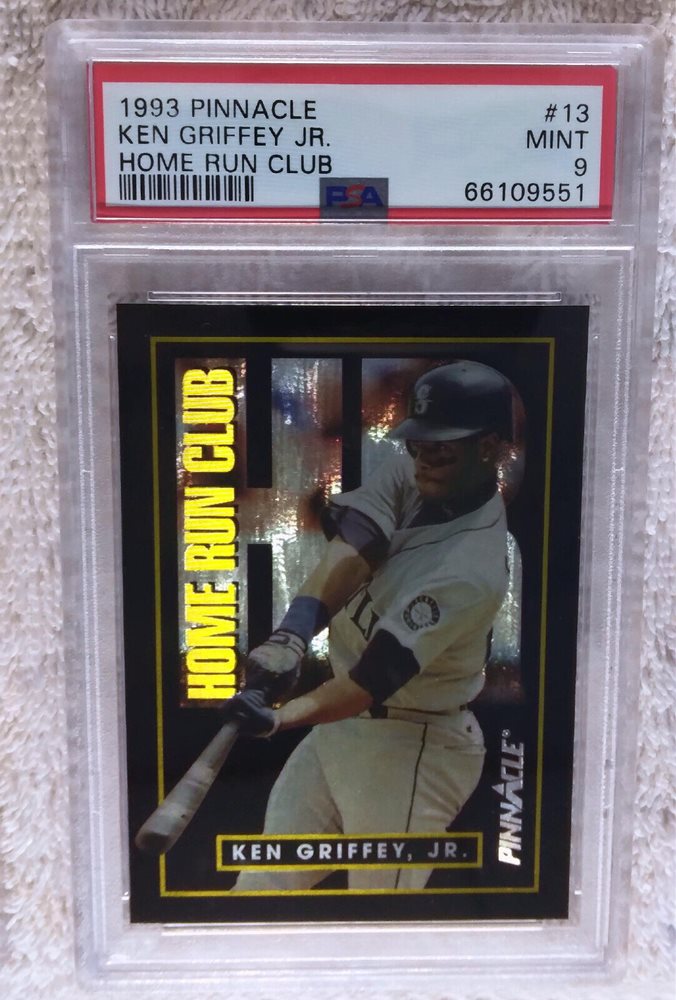 1993 PINNACLE #13
KEN GRIFFEY JR. MINT
HOME RUN CLUB 9
PSA 66109551
HOME RUN CLUB
HR
S
PINNACLE®
KEN GRIFFEY, JR.